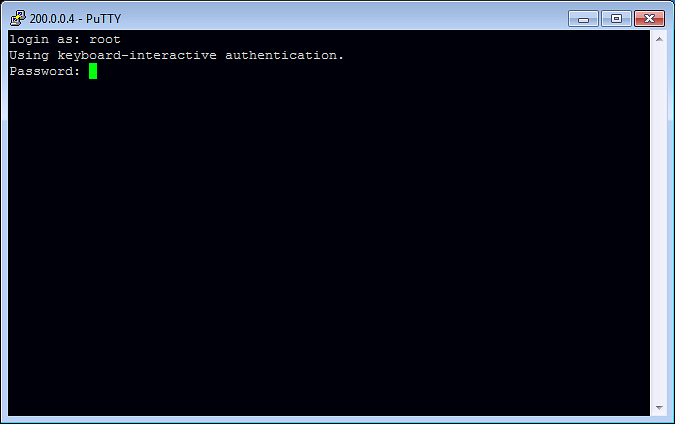 200.0.0.4 - PuTTY
login as: root
Using keyboard-interactive authentication.
Password: